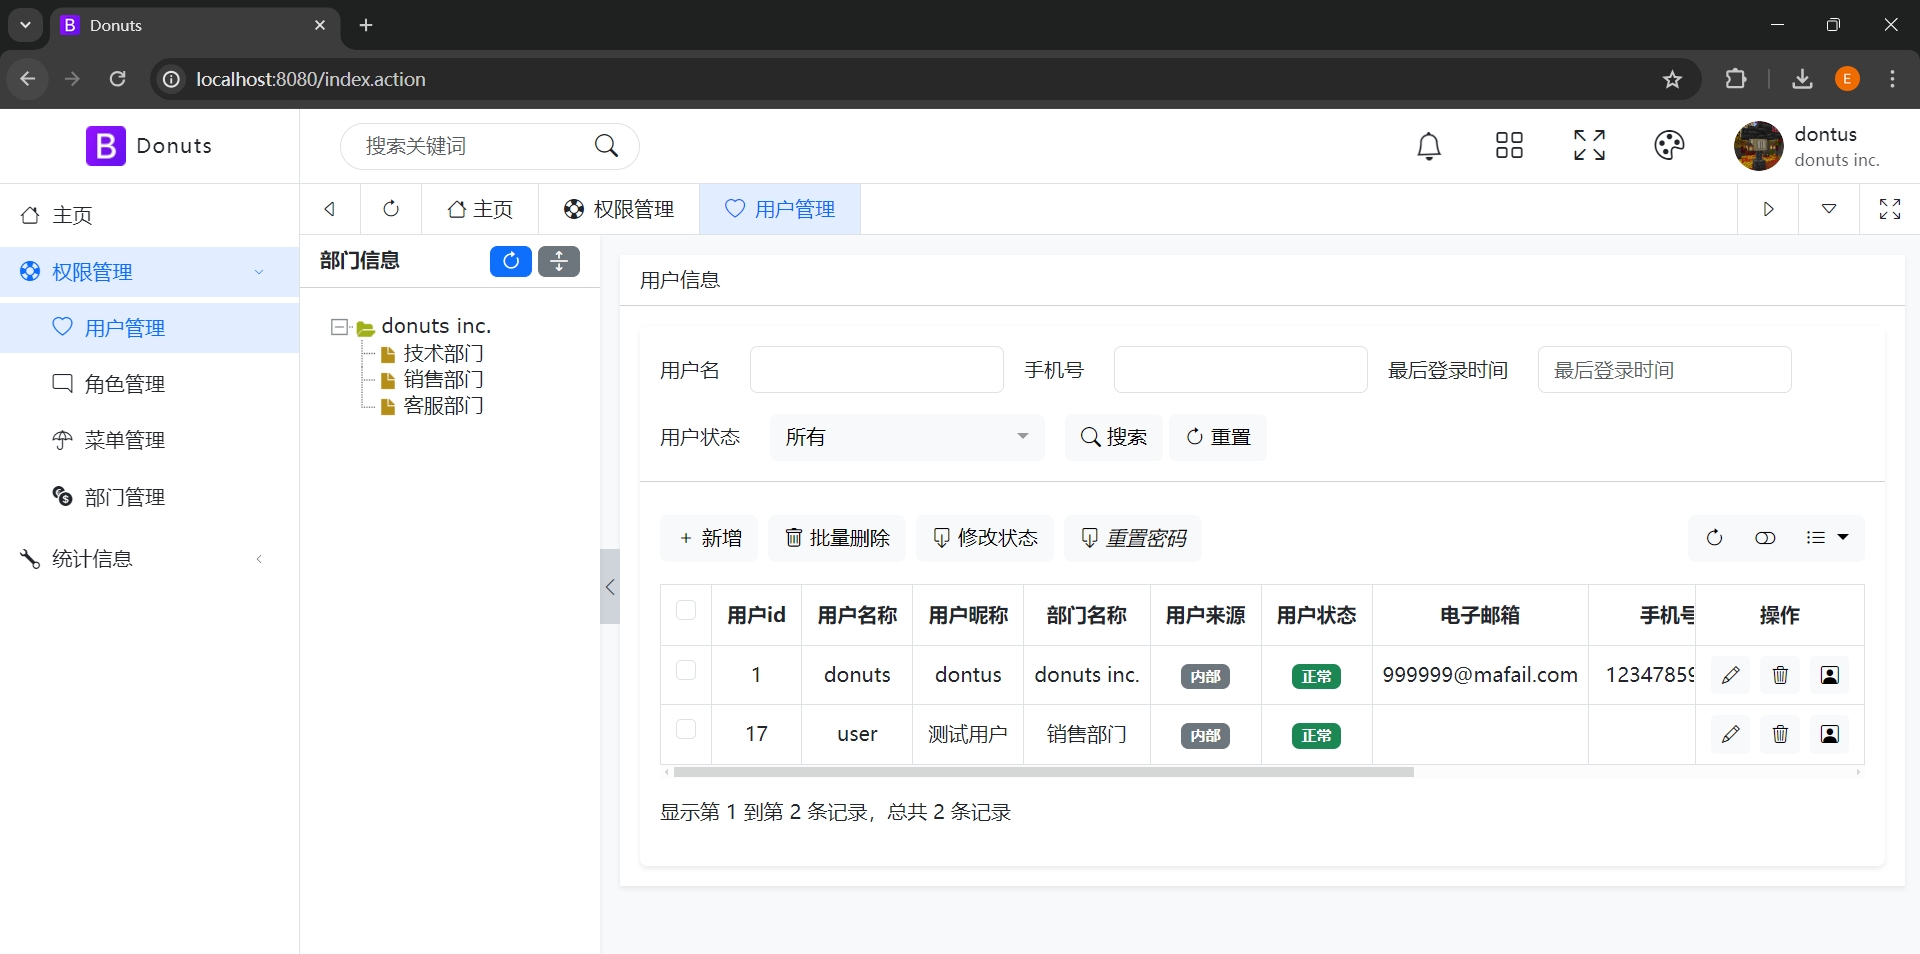 Donuts
localhost:8080/index.action
E
B Donuts
搜索关键词
dontus
donuts inc.
主页
权限管理
用户管理
角色管理
菜单管理
部门管理
统计信息
主页
权限管理
用户管理
部门信息
donuts inc.
技术部门
销售部门
客服部门
用户信息
用户名
手机号
最后登录时间
最后登录时间
用户状态
所有
搜索
重置
+ 新增
批量删除
修改状态
重置密码
用户id 用户名称 用户昵称 部门名称 用户来源 用户状态 电子邮箱 手机号 操作
1 donuts dontus donuts inc. 内部 正常 999999@mafail.com 12347859
17 user 测试用户 销售部门 内部 正常
显示第 1 到第 2 条记录，总共 2 条记录